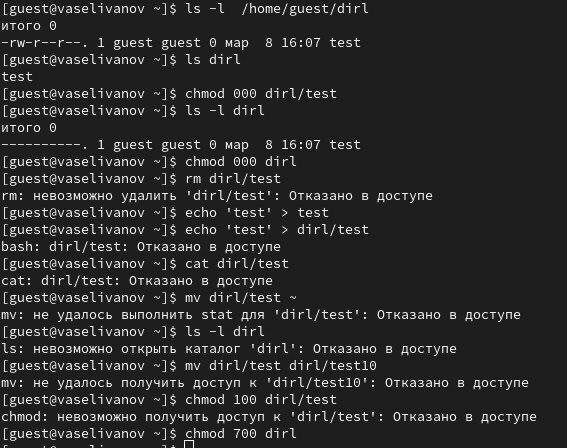 [guest@vaselivanov ~]$ ls -l  /home/guest/dirl
итого 0
-rw-r--r--. 1 guest guest 0 мар  8 16:07 test
[guest@vaselivanov ~]$ ls dirl
test
[guest@vaselivanov ~]$ chmod 000 dirl/test
[guest@vaselivanov ~]$ ls -l dirl
итого 0
----------. 1 guest guest 0 мар  8 16:07 test
[guest@vaselivanov ~]$ chmod 000 dirl
[guest@vaselivanov ~]$ rm dirl/test
rm: невозможно удалить 'dirl/test': Отказано в доступе
[guest@vaselivanov ~]$ echo 'test' > test
[guest@vaselivanov ~]$ echo 'test' > dirl/test
bash: dirl/test: Отказано в доступе
[guest@vaselivanov ~]$ cat dirl/test
cat: dirl/test: Отказано в доступе
[guest@vaselivanov ~]$ mv dirl/test ~
mv: не удалось выполнить stat для 'dirl/test': Отказано в доступе
[guest@vaselivanov ~]$ ls -l dirl
ls: невозможно открыть каталог 'dirl': Отказано в доступе
[guest@vaselivanov ~]$ mv dirl/test dirl/test10
mv: не удалось получить доступ к 'dirl/test10': Отказано в доступе
[guest@vaselivanov ~]$ chmod 100 dirl/test
chmod: невозможно получить доступ к 'dirl/test': Отказано в доступе
[guest@vaselivanov ~]$ chmod 700 dirl